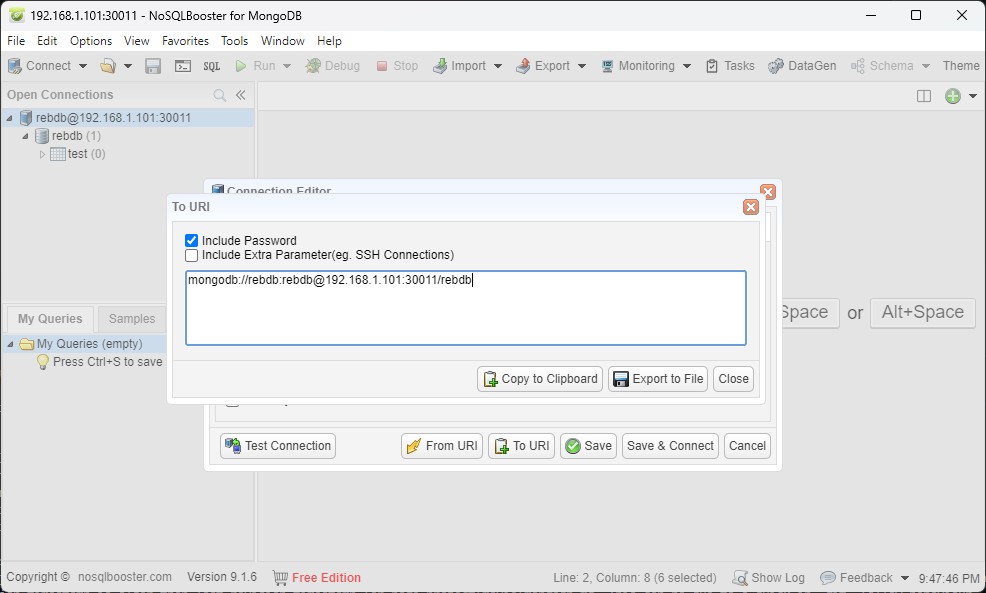 192.168.1.101:30011 - NoSQLBooster for MongoDB
File Edit Options View Favorites Tools Window Help
Connect SQL Run Debug Stop Import Export Monitoring Tasks DataGen Schema Theme
Open Connections
rebdb@192.168.1.101:30011
rebdb (1)
test (0)
Connection Editor
To URI
Include Password
Include Extra Parameter(eg. SSH Connections)
mongodb://rebdb:rebdb@192.168.1.101:30011/rebdb
Space or Alt+Space
My Queries Samples
My Queries (empty)
Press Ctrl+S to save
Copy to Clipboard Export to File Close
Test Connection From URI To URI Save Save & Connect Cancel
Copyright © nosqlbooster.com Version 9.1.6 Free Edition Line: 2, Column: 8 (6 selected) Show Log Feedback 9:47:46 PM